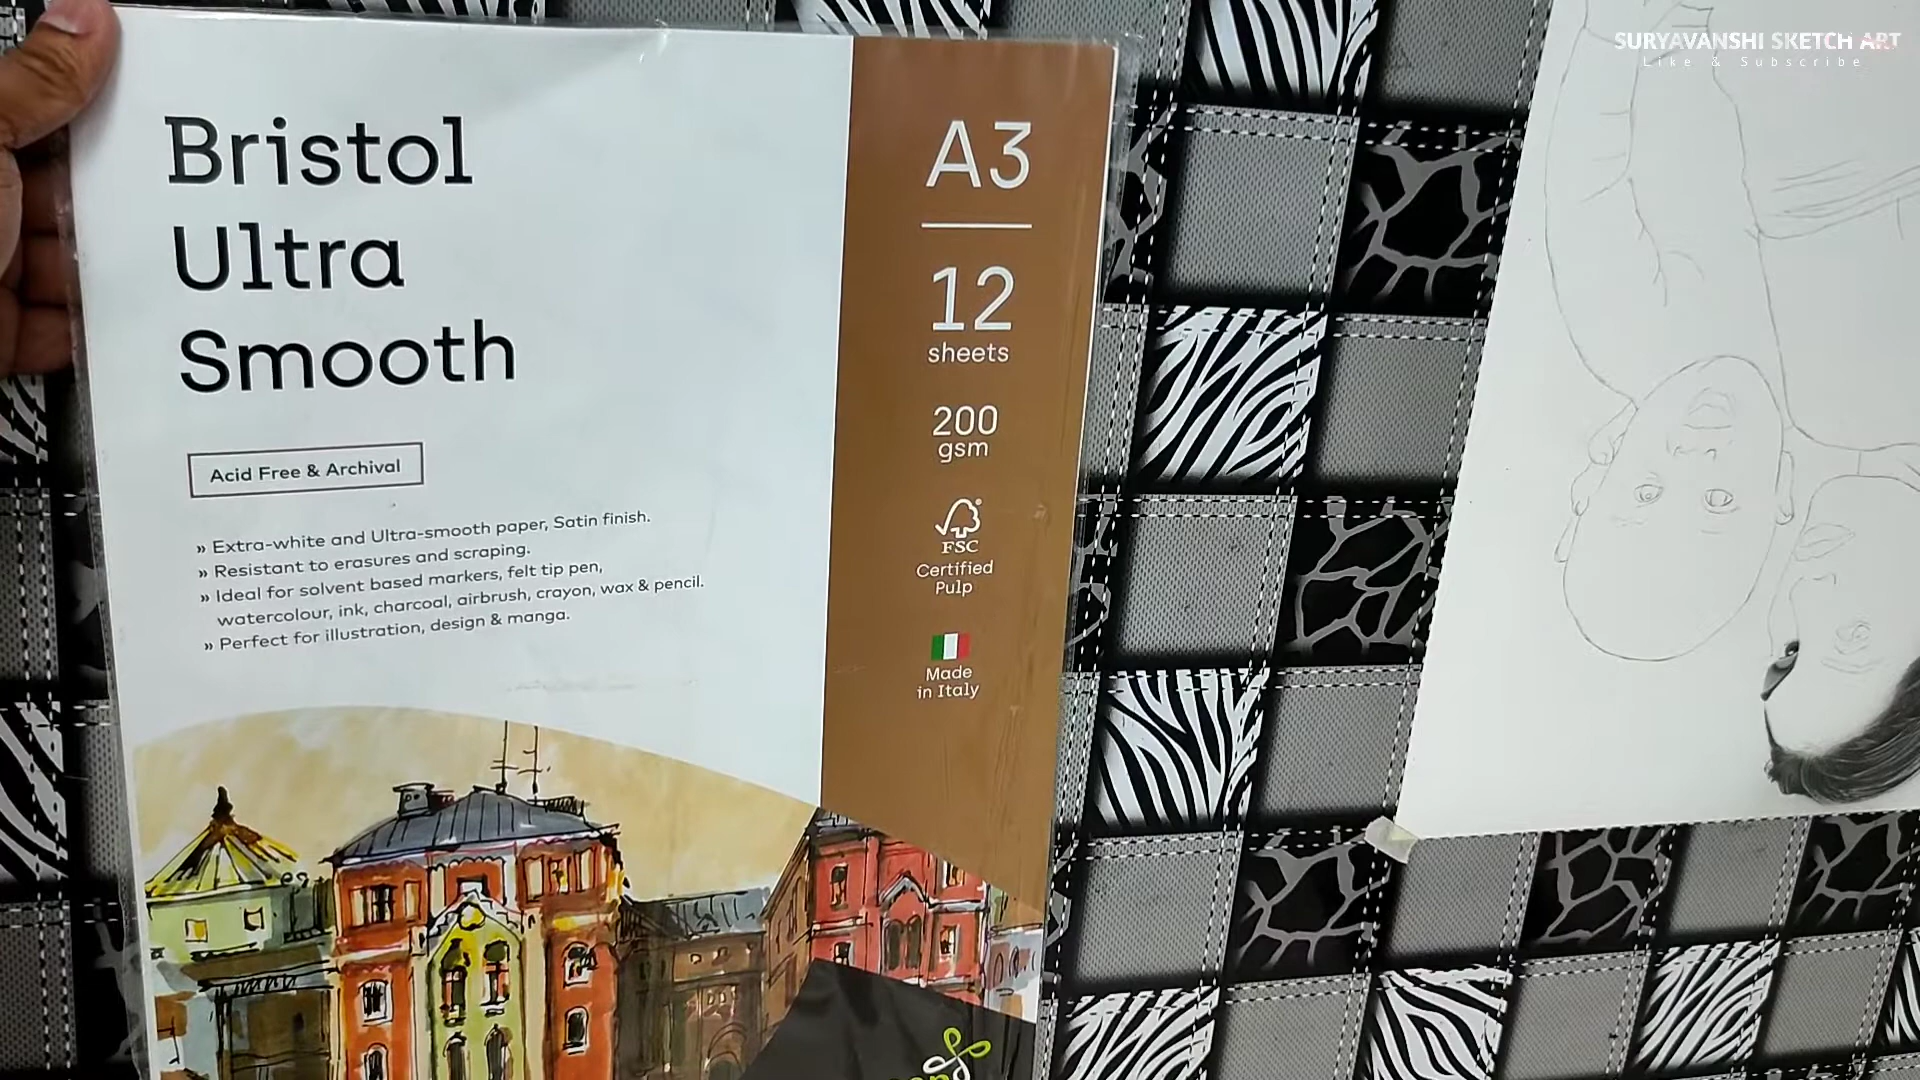 SURYAVANSHI SKETCH ART
Like & Subscribe
Bristol
Ultra
Smooth
Acid Free & Archival
» Extra-white and Ultra-smooth paper, Satin finish.
» Resistant to erasures and scraping.
» Ideal for solvent based markers, felt tip pen,
watercolour, ink, charcoal, airbrush, crayon, wax & pencil.
» Perfect for illustration, design & manga.
A3
12
sheets
200
gsm
FSC
Certified
Pulp
Made
in Italy